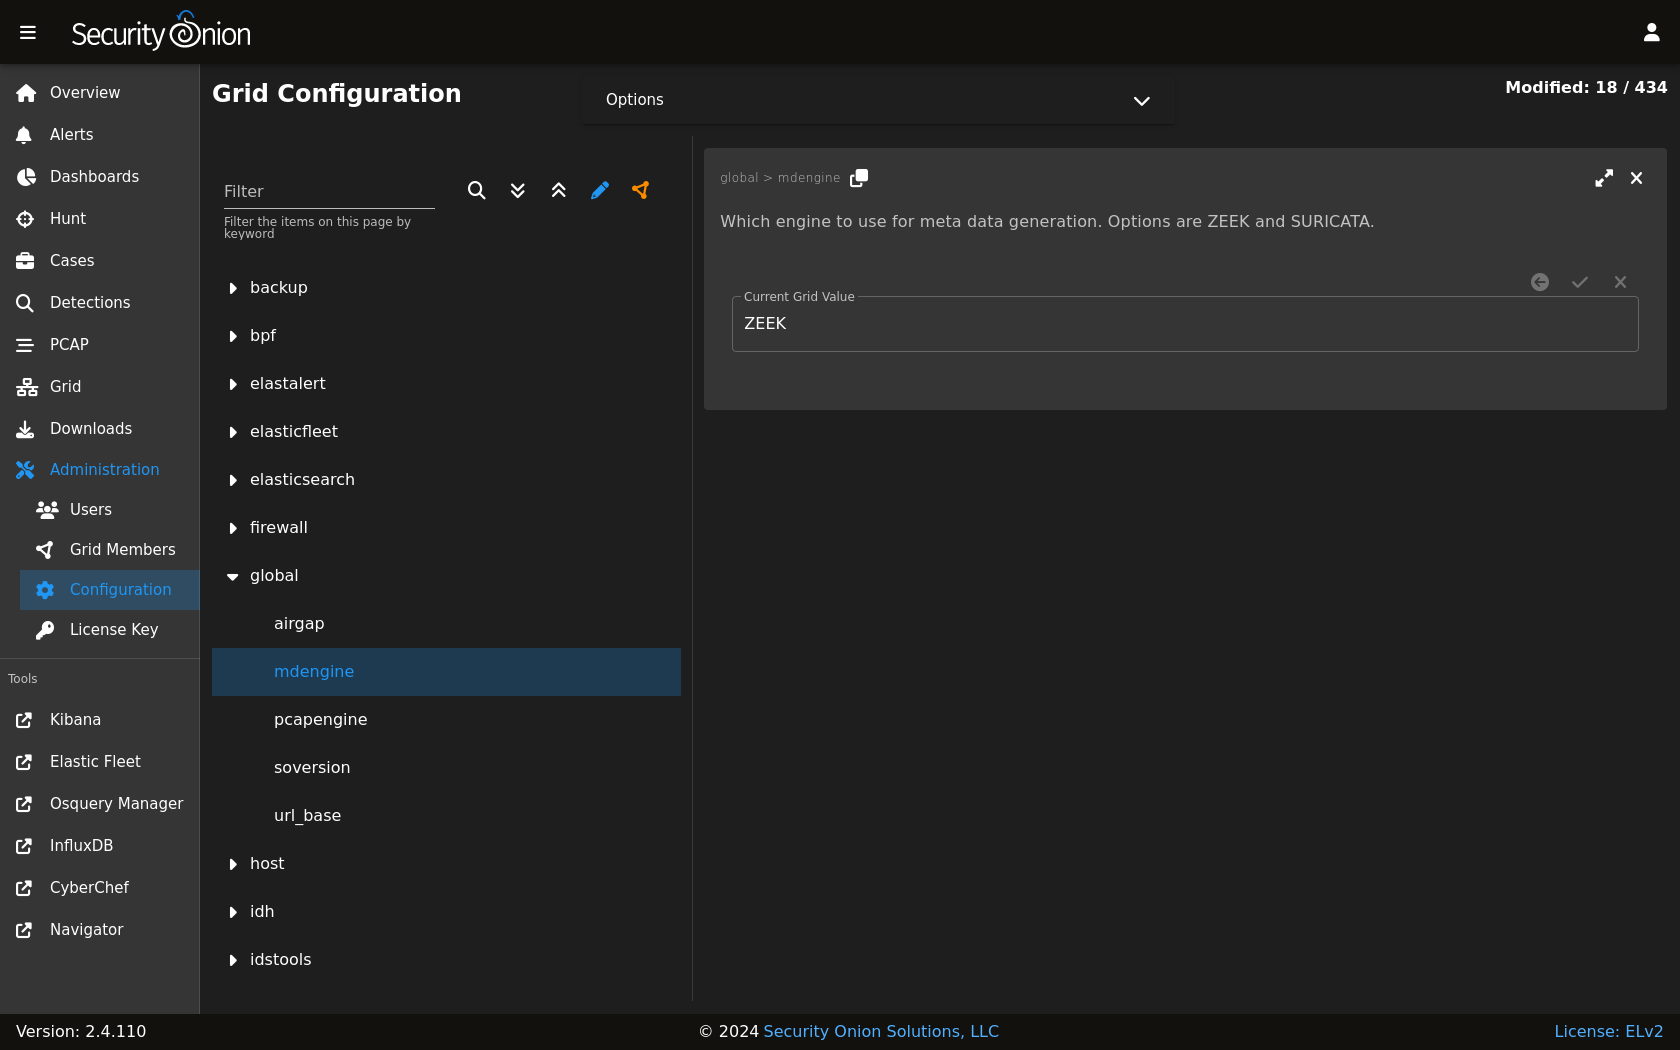 Security Onion
Overview
Alerts
Dashboards
Hunt
Cases
Detections
PCAP
Grid
Downloads
Administration
Users
Grid Members
Configuration
License Key
Tools
Kibana
Elastic Fleet
Osquery Manager
InfluxDB
CyberChef
Navigator
Grid Configuration
Options
Modified: 18 / 434
Filter
Filter the items on this page by
keyword
backup
bpf
elastalert
elasticfleet
elasticsearch
firewall
global
airgap
mdengine
pcapengine
soversion
url_base
host
idh
idstools
global > mdengine
Which engine to use for meta data generation. Options are ZEEK and SURICATA.
Current Grid Value
ZEEK
Version: 2.4.110
© 2024 Security Onion Solutions, LLC
License: ELv2